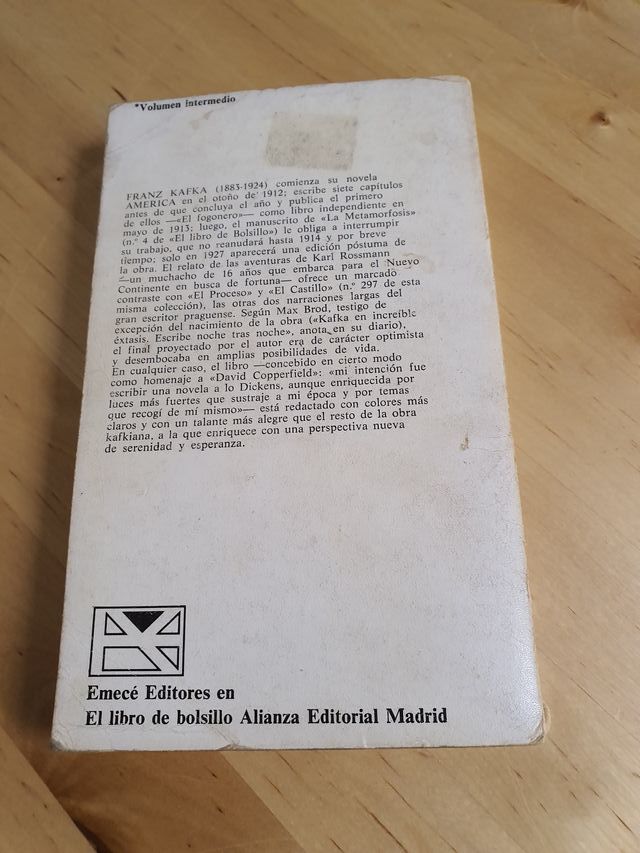 *Volumen intermedio
FRANZ KAFKA (1883-1924) comienza su novela
AMERICA en el otoño de 1912; escribe siete capítulos
antes de que concluya el año y publica el primero
de ellos —«El fogonero»— como libro independiente en
mayo de 1913; luego, el manuscrito de «La Metamorfosis»
(n.º 4 de «El libro de Bolsillo») le obliga a interrumpir
su trabajo, que no reanudará hasta 1914 y por breve
tiempo; solo en 1927 aparecerá una edición póstuma de
la obra. El relato de las aventuras de Karl Rossmann
—un muchacho de 16 años que embarca para el Nuevo
Continente en busca de fortuna— ofrece un marcado
contraste con «El Proceso» y «El Castillo» (n.º 297 de esta
misma colección), las otras dos narraciones largas del
gran escritor praguense. Según Max Brod, testigo de
excepción del nacimiento de la obra («Kafka en increíble
éxtasis. Escribe noche tras noche», anota en su diario),
el final proyectado por el autor era de carácter optimista
y desembocaba en amplias posibilidades de vida.
En cualquier caso, el libro —concebido en cierto modo
como homenaje a «David Copperfield»: «mi intención fue
escribir una novela a lo Dickens, aunque enriquecida por
luces más fuertes que sustraje a mi época y por temas
que recogí de mí mismo»— está redactado con colores más
claros y con un talante más alegre que el resto de la obra
kafkiana, a la que enriquece con una perspectiva nueva
de serenidad y esperanza.
Emecé Editores en
El libro de bolsillo Alianza Editorial Madrid